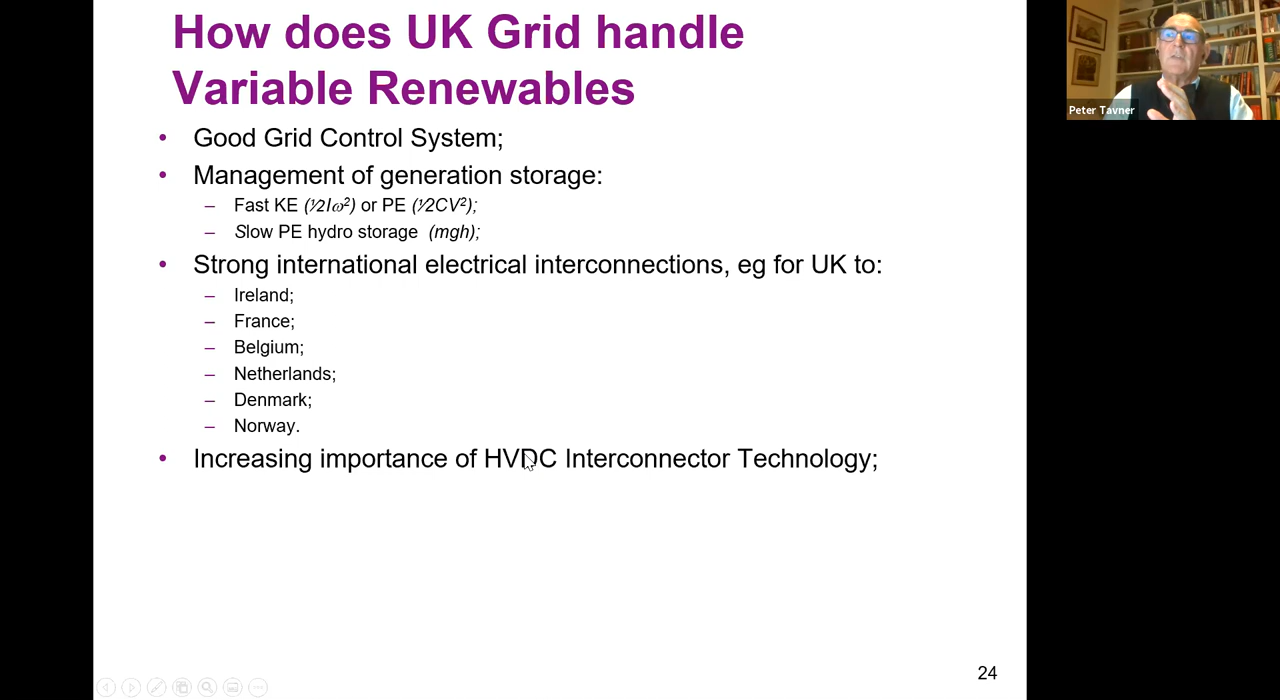 How does UK Grid handle
Variable Renewables
• Good Grid Control System;
• Management of generation storage:
– Fast KE (½Iω²) or PE (½CV²);
– Slow PE hydro storage (mgh);
• Strong international electrical interconnections, eg for UK to:
– Ireland;
– France;
– Belgium;
– Netherlands;
– Denmark;
– Norway.
• Increasing importance of HVDC Interconnector Technology;
24
Peter Tavner